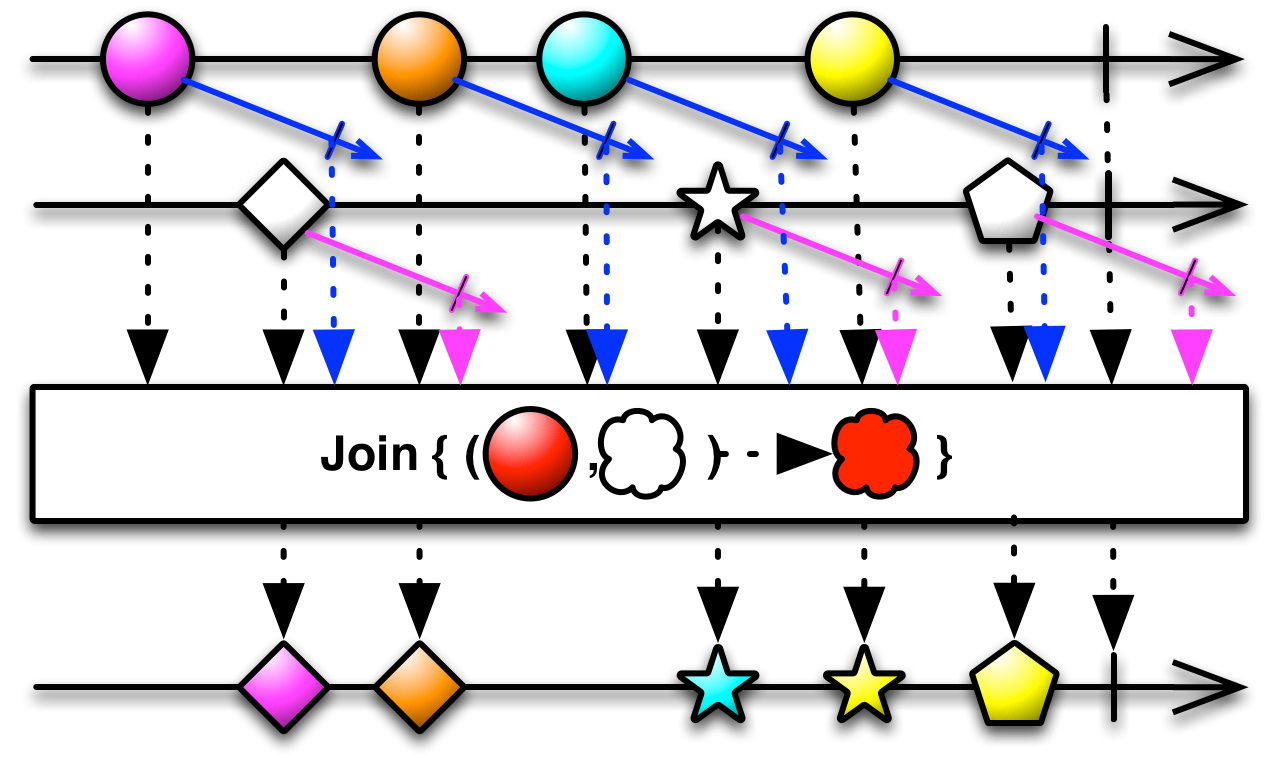 Join { ( , ) }